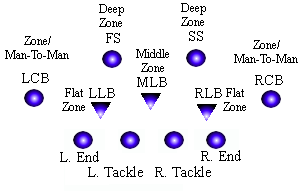 Deep
Zone
FS
Deep
Zone
SS
Zone/
Man-To-Man
LCB
Middle
Zone
MLB
Zone/
Man-To-Man
RCB
Flat LLB
Zone
RLB Flat
Zone
L. End
R. End
L. Tackle R. Tackle